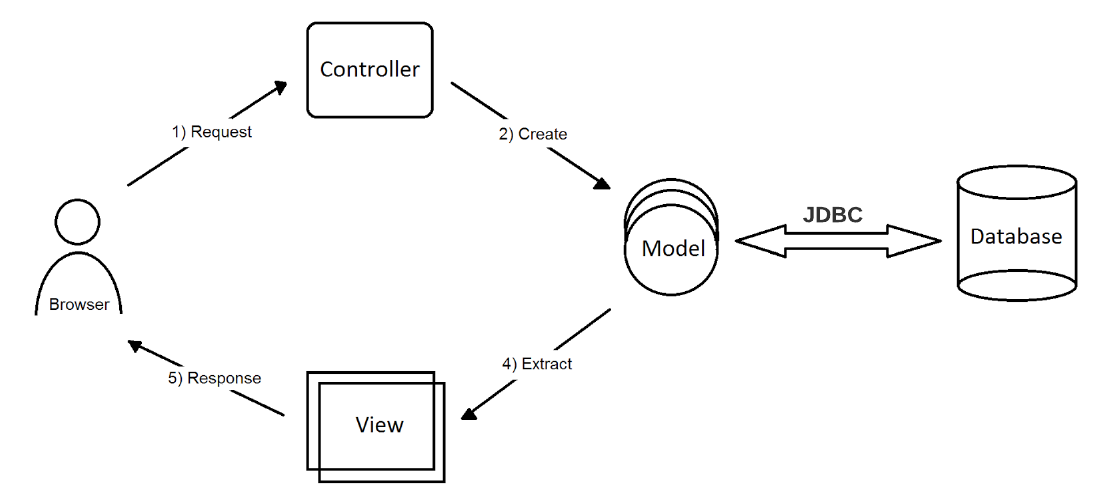 Controller
1) Request
2) Create
JDBC
Model
Database
Browser
4) Extract
5) Response
View